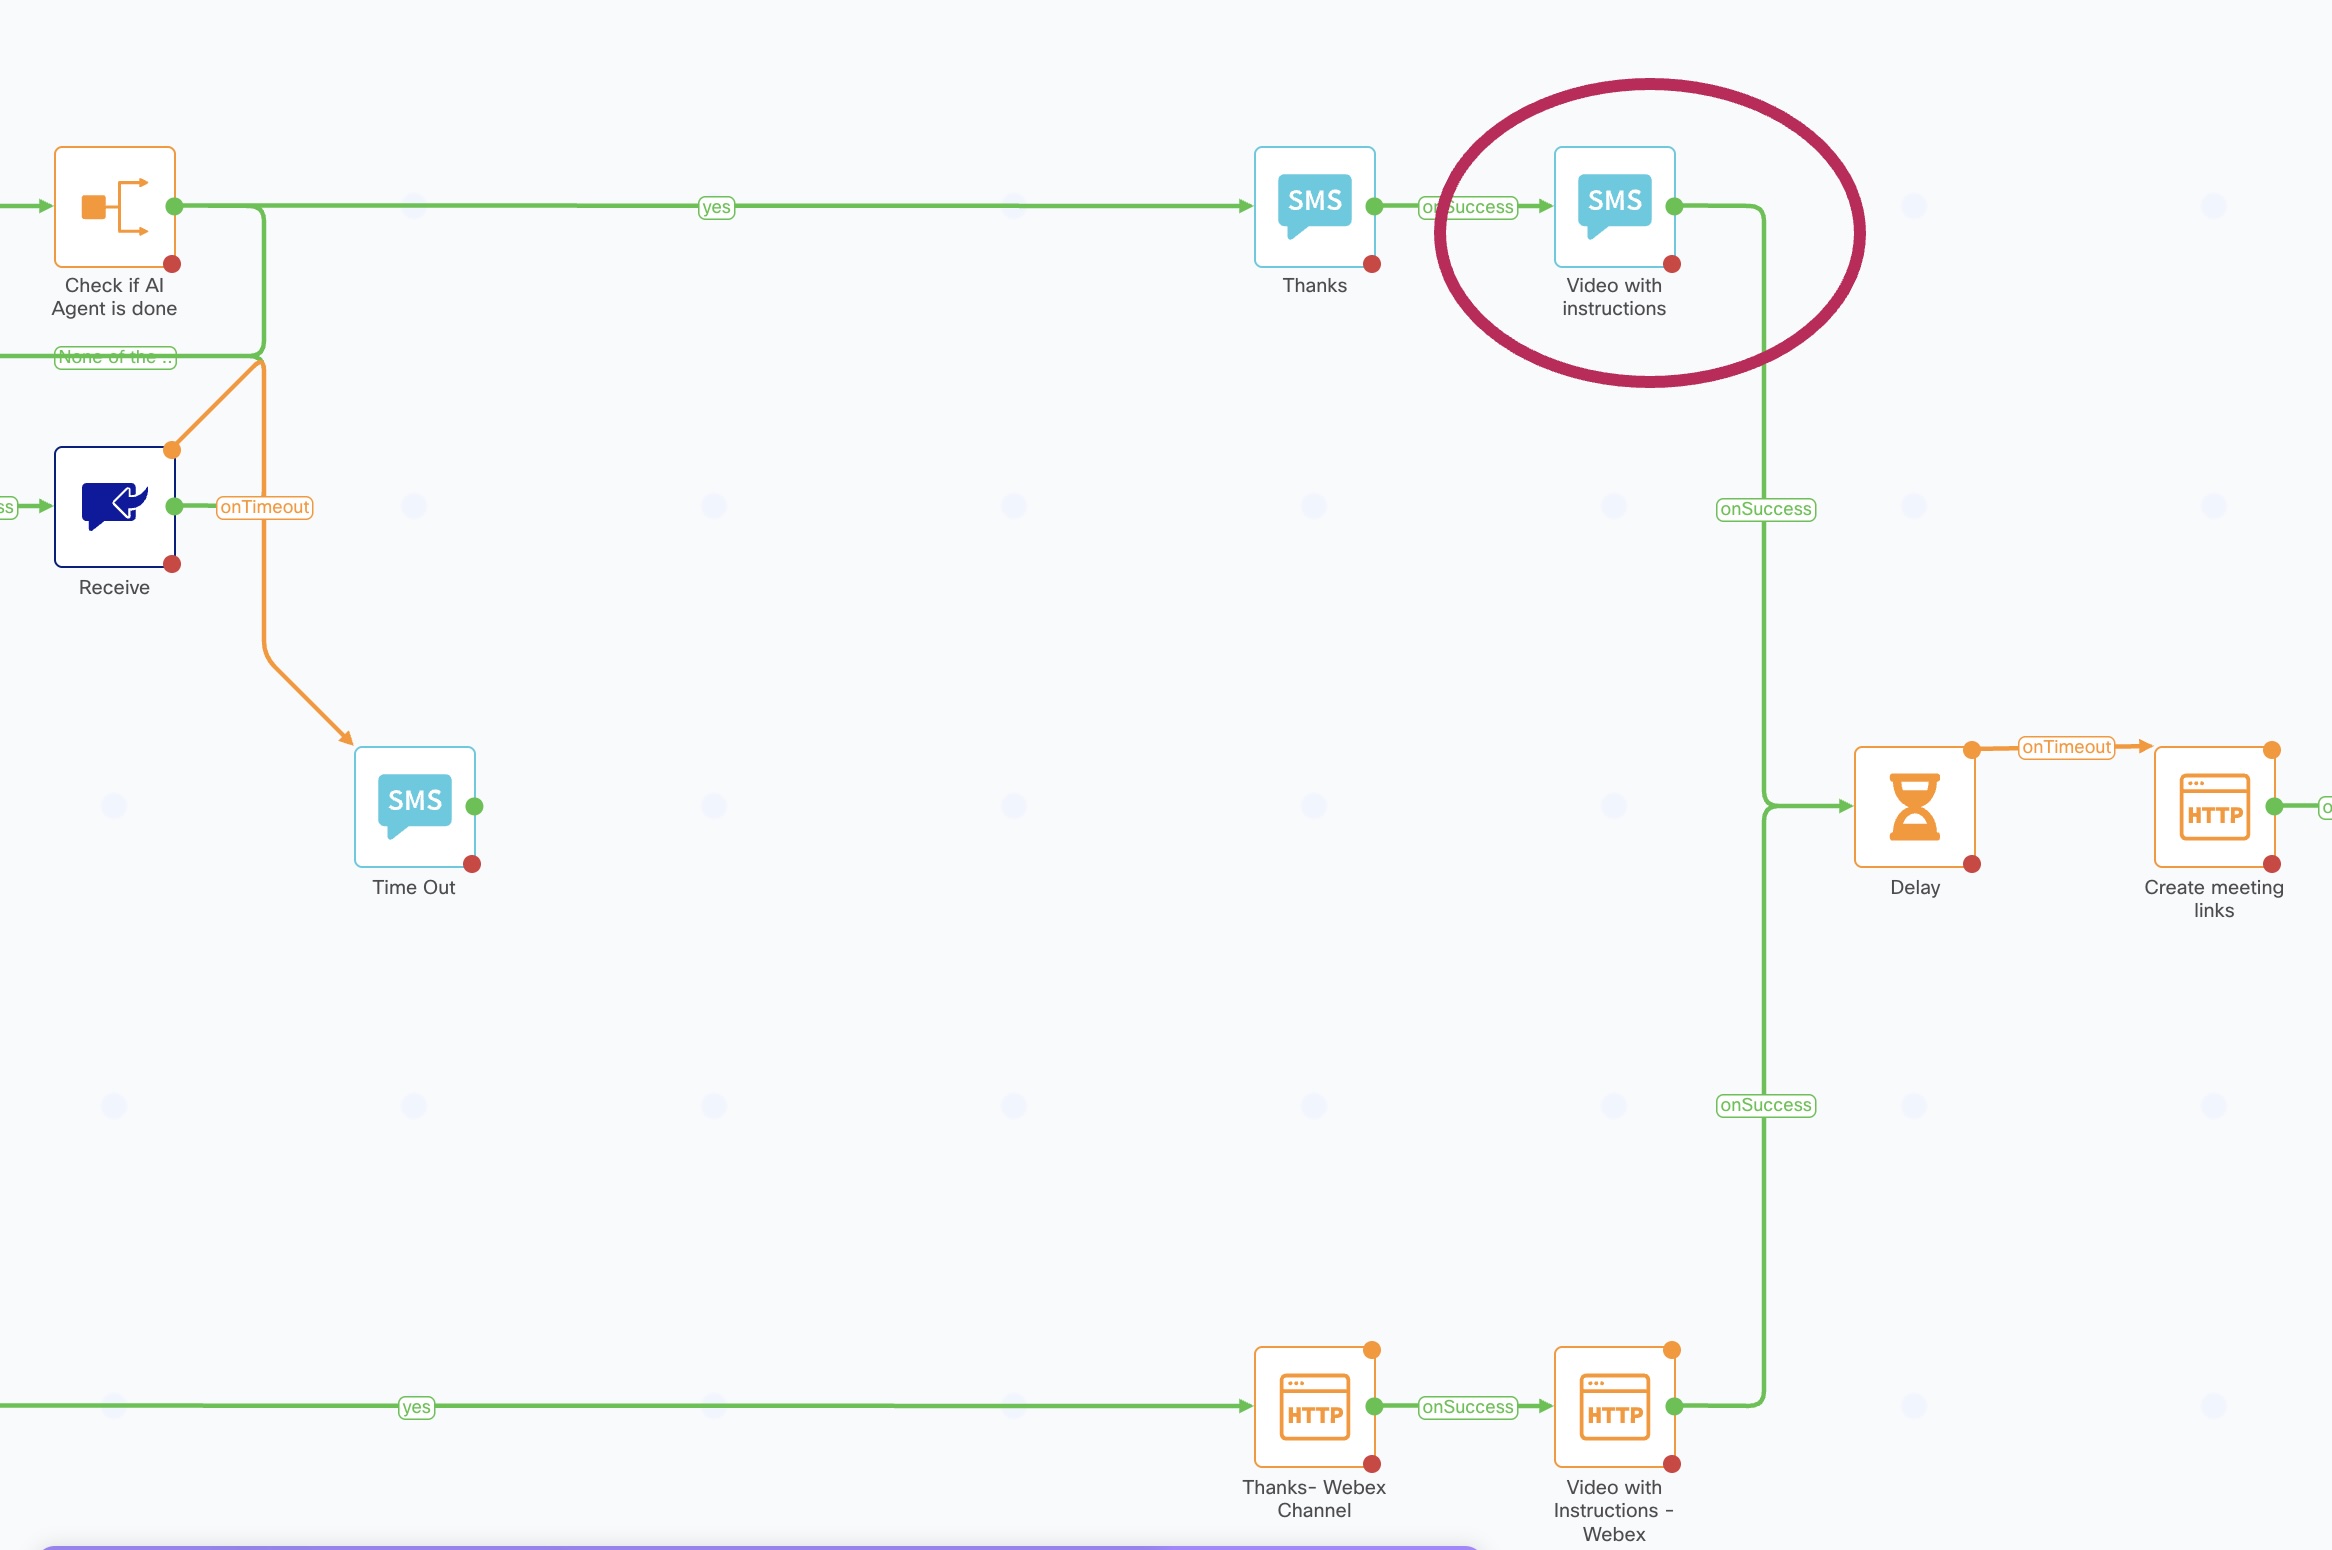 yes
SMS
onSuccess
SMS
Check if AI
Agent is done
Thanks
Video with
instructions
None of the ..
ss
onTimeout
onSuccess
Receive
SMS
Time Out
onTimeout
HTTP
Delay
Create meeting
links
onSuccess
yes
HTTP
onSuccess
HTTP
Thanks- Webex
Channel
Video with
Instructions -
Webex